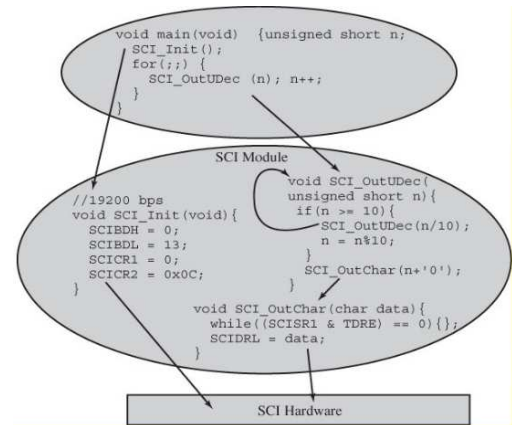 void main(void) {unsigned short n;
SCI_Init();
for(;;) {
SCI_OutUDec (n); n++;
}
}
SCI Module
//19200 bps
void SCI_Init(void){
SCIBDH = 0;
SCIBDL = 13;
SCICR1 = 0;
SCICR2 = 0x0C;
}
void SCI_OutUDec(
unsigned short n){
if(n >= 10){
SCI_OutUDec(n/10);
n = n%10;
}
SCI_OutChar(n+'0');
}
void SCI_OutChar(char data){
while((SCISR1 & TDRE) == 0){};
SCIDRL = data;
}
SCI Hardware